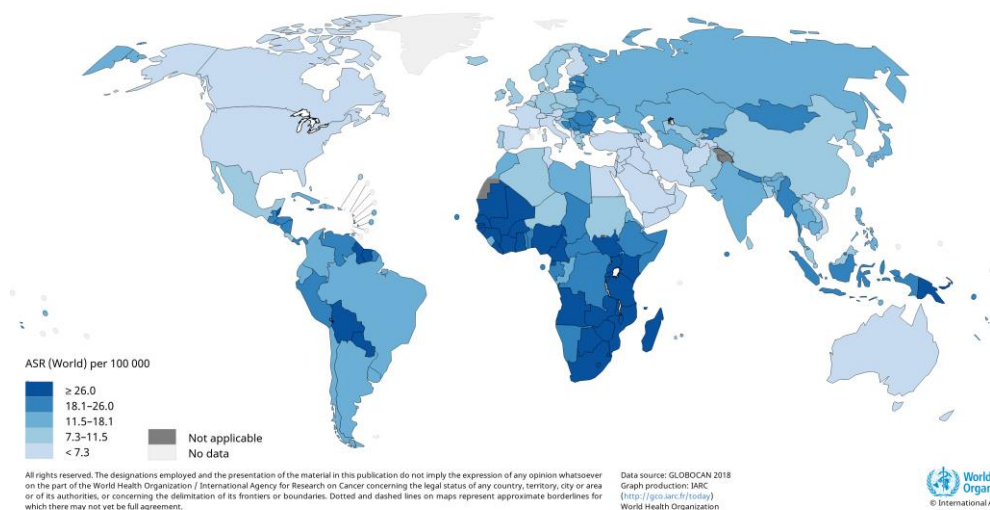 ASR (World) per 100 000
≥ 26.0
18.1–26.0
11.5–18.1
7.3–11.5
< 7.3
Not applicable
No data
All rights reserved. The designations employed and the presentation of the material in this publication do not imply the expression of any opinion whatsoever
on the part of the World Health Organization / International Agency for Research on Cancer concerning the legal status of any country, territory, city or area
or of its authorities, or concerning the delimitation of its frontiers or boundaries. Dotted and dashed lines on maps represent approximate borderlines for
which there may not yet be full agreement.
Data source: GLOBOCAN 2018
Graph production: IARC
(http://gco.iarc.fr/today)
World Health Organization
World
Organ
© International A